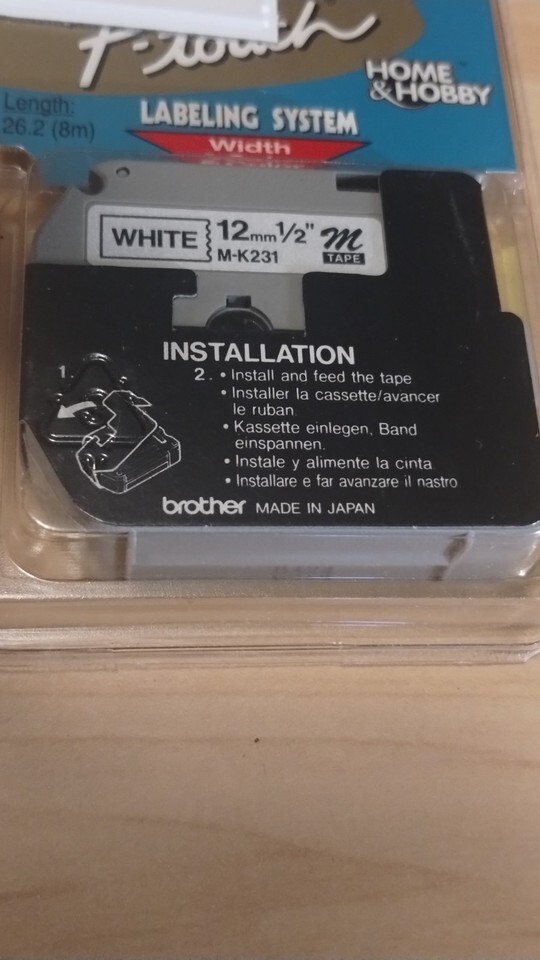 P-touch
HOME™
& HOBBY
Length:
26.2 (8m)
LABELING SYSTEM
Width
WHITE
12mm 1/2" M
M-K231
TAPE
INSTALLATION
1.
2. • Install and feed the tape
• Installer la cassette/avancer
le ruban.
• Kassette einlegen, Band
einspannen.
• Instale y alimente la cinta
• Installare e far avanzare il nastro
brother MADE IN JAPAN